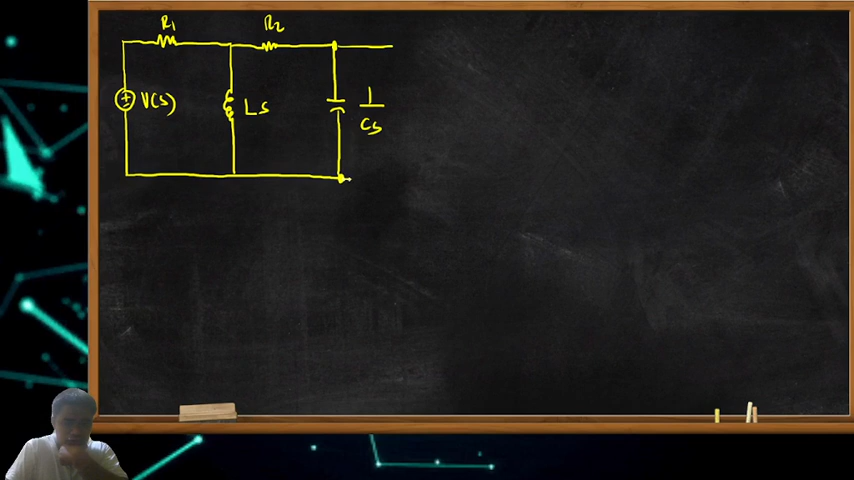 R₁
R₂
V(s)
Ls
1
Cs